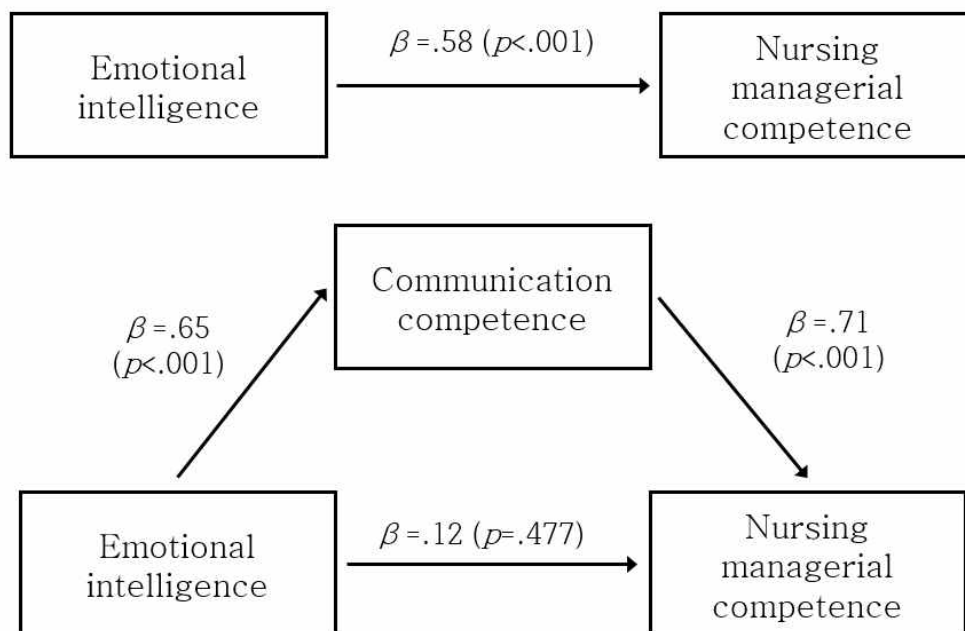 Emotional
intelligence
β=.58 (p<.001)
Nursing
managerial
competence
Communication
competence
β=.65
(p<.001)
β=.71
(p<.001)
Emotional
intelligence
β=.12 (p=.477)
Nursing
managerial
competence